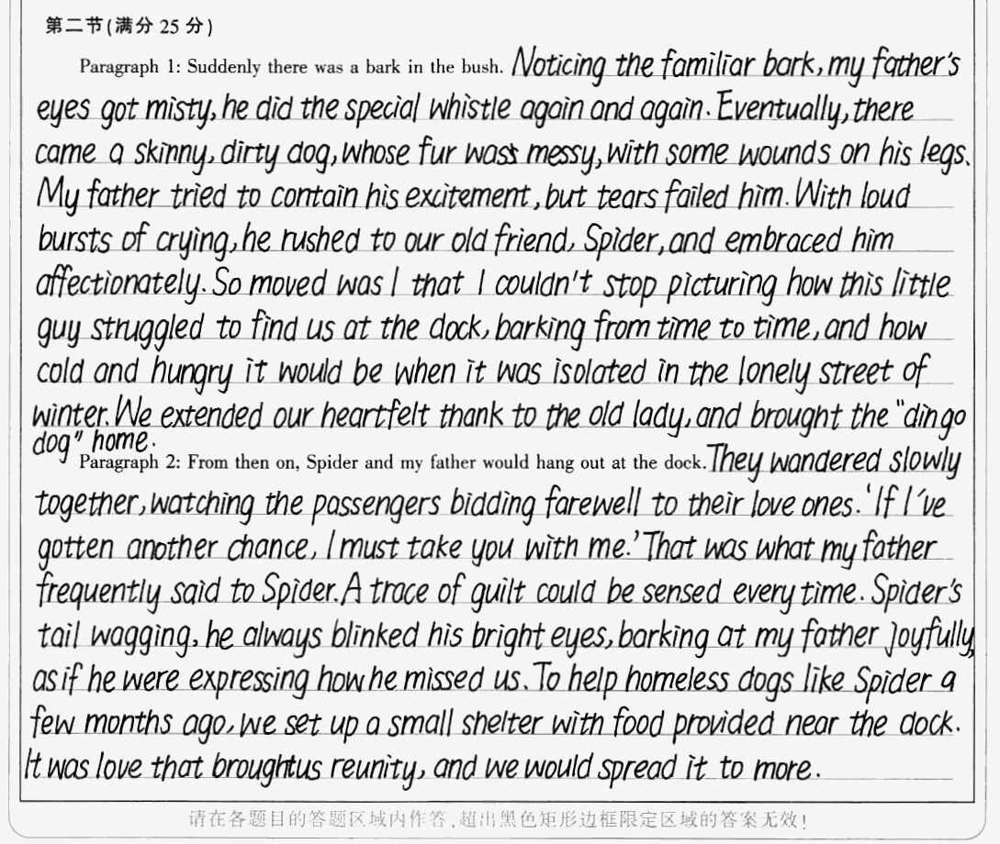 第二节(满分 25 分)
Paragraph 1: Suddenly there was a bark in the bush. Noticing the familiar bark, my father's
eyes got misty, he did the special whistle again and again. Eventually, there
came a skinny, dirty dog, whose fur was messy, with some wounds on his legs.
My father tried to contain his excitement, but tears failed him. With loud
bursts of crying, he rushed to our old friend, Spider, and embraced him
affectionately. So moved was I that I couldn't stop picturing how this little
guy struggled to find us at the dock, barking from time to time, and how
cold and hungry it would be when it was isolated in the lonely street of
winter. We extended our heartfelt thank to the old lady, and brought the "dingo
dog" home.
Paragraph 2: From then on, Spider and my father would hang out at the dock. They wandered slowly
together, watching the passengers bidding farewell to their love ones. 'If I've
gotten another chance, I must take you with me.' That was what my father
frequently said to Spider. A trace of guilt could be sensed every time. Spider's
tail wagging, he always blinked his bright eyes, barking at my father joyfully,
as if he were expressing how he missed us. To help homeless dogs like Spider a
few months ago, we set up a small shelter with food provided near the dock.
It was love that brought us reunity, and we would spread it to more.
请在各题目的答题区域内作答,超出黑色矩形边框限定区域的答案无效!